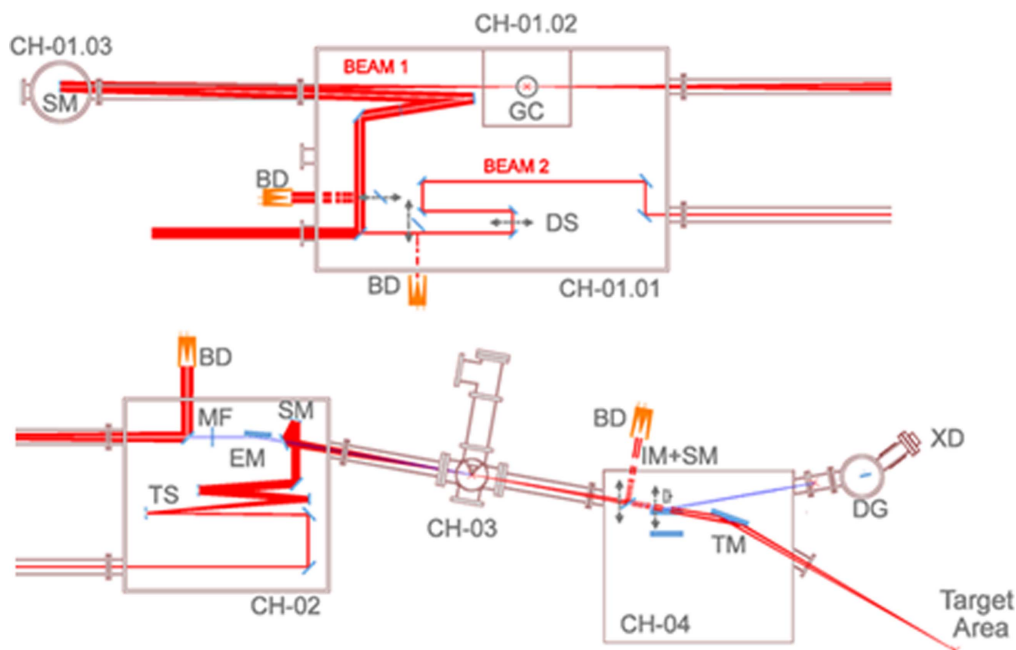 CH-01.02
CH-01.03
BEAM 1
SM
GC
BEAM 2
BD
DS
BD
CH-01.01
BD
MF
SM
EM
TS
CH-02
CH-03
BD
IM+SM
D
XD
DG
TM
CH-04
Target
Area